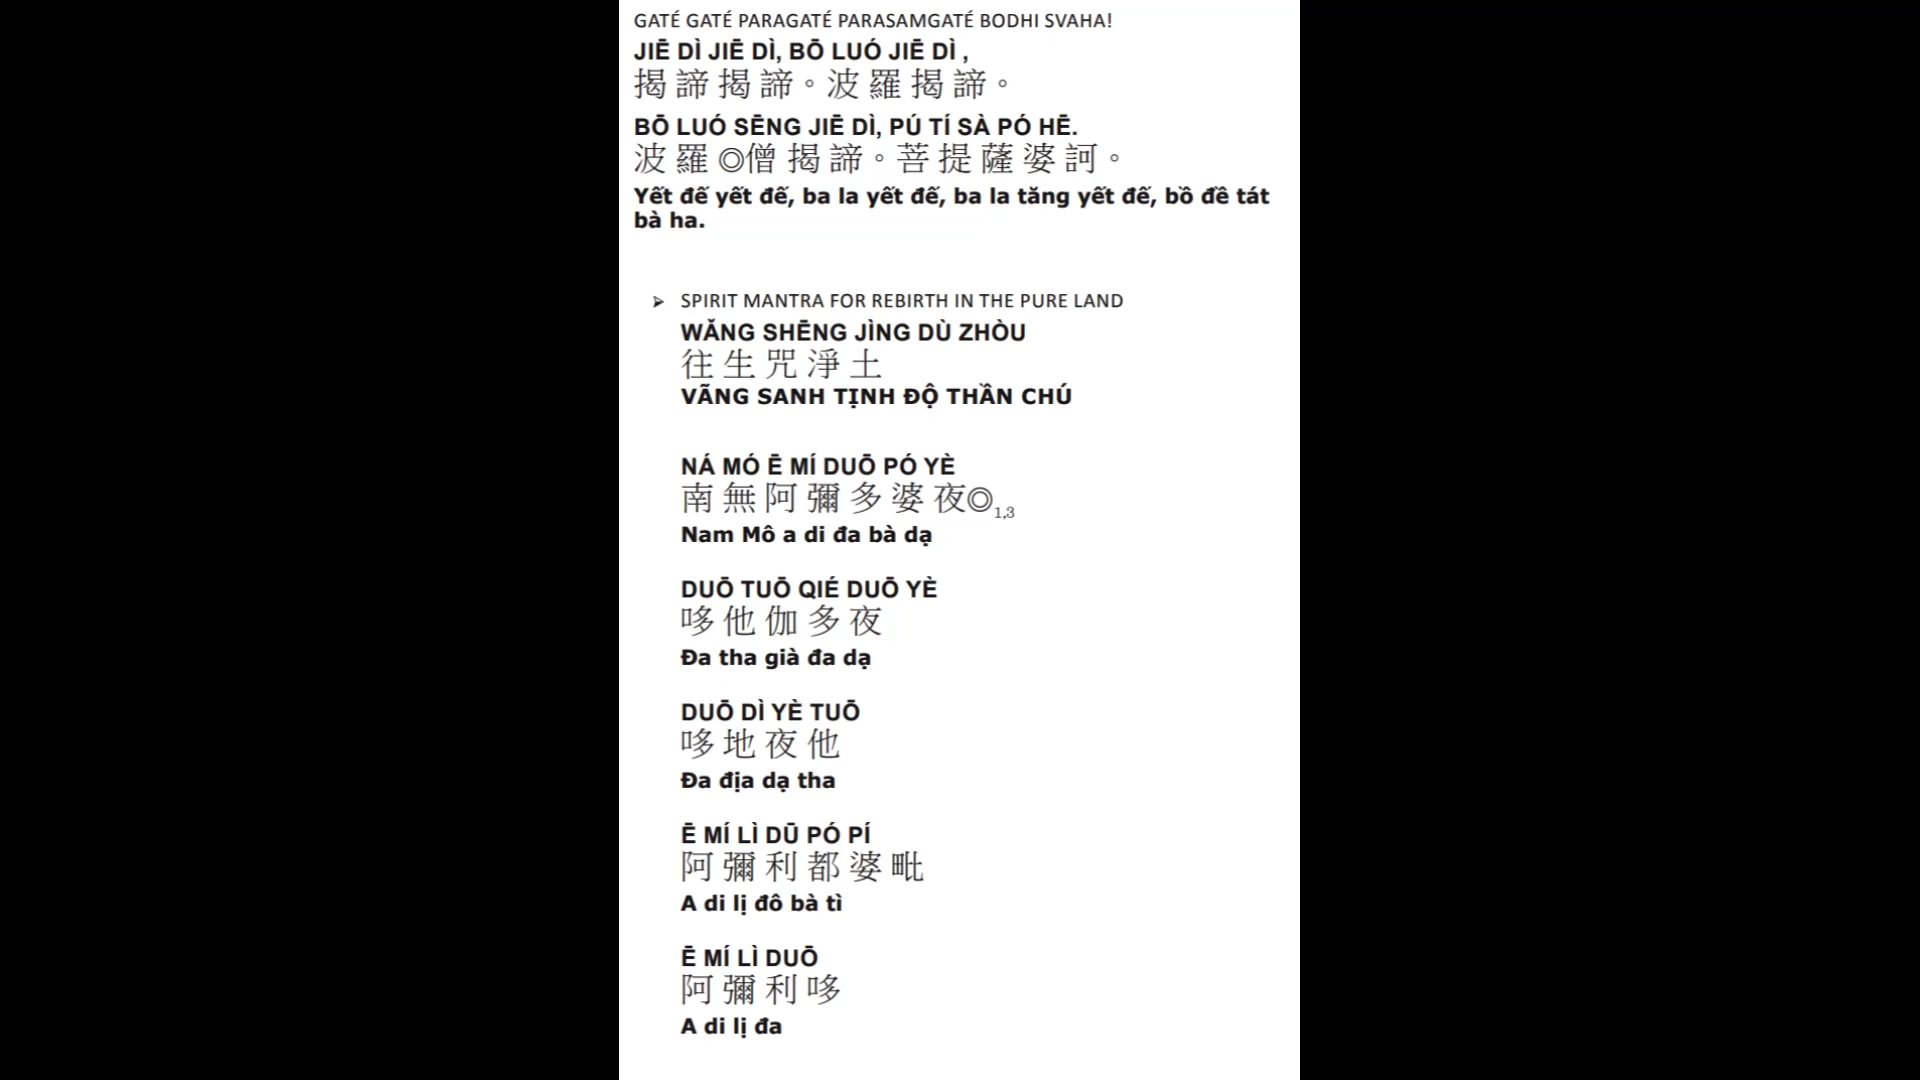 GATÉ GATÉ PARAGATÉ PARASAMGATÉ BODHI SVAHA!
JIĒ DÌ JIĒ DÌ, BŌ LUÓ JIĒ DÌ ,
揭 諦 揭 諦 。波 羅 揭 諦 。
BŌ LUÓ SĒNG JIĒ DÌ, PÚ TÍ SÀ PÓ HĒ.
波 羅 ◎僧 揭 諦 。菩 提 薩 婆 訶 。
Yết đế yết đế, ba la yết đế, ba la tăng yết đế, bồ đề tát
bà ha.
➢ SPIRIT MANTRA FOR REBIRTH IN THE PURE LAND
WǍNG SHĒNG JÌNG DÙ ZHÒU
往 生 咒 淨 土
VÃNG SANH TỊNH ĐỘ THẦN CHÚ
NÁ MÓ Ē MÍ DUŌ PÓ YÈ
南 無 阿 彌 多 婆 夜◎1,3
Nam Mô a di đa bà dạ
DUŌ TUŌ QIÉ DUŌ YÈ
哆 他 伽 多 夜
Đa tha già đa dạ
DUŌ DÌ YÈ TUŌ
哆 地 夜 他
Đa địa dạ tha
Ē MÍ LÌ DŪ PÓ PÍ
阿 彌 利 都 婆 毗
A di lị đô bà tì
Ē MÍ LÌ DUŌ
阿 彌 利 哆
A di lị đa